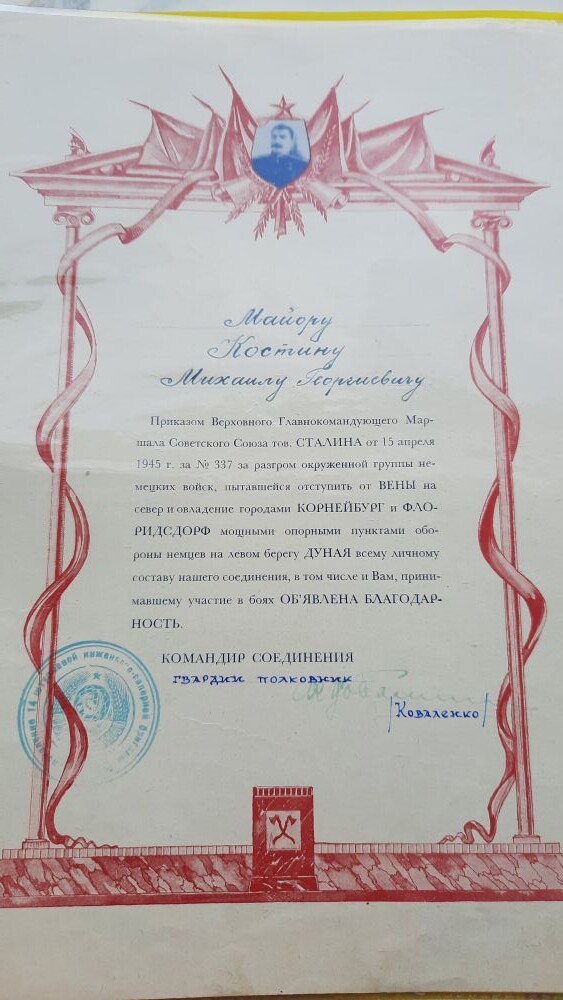 Майору
Костину
Михаилу Георгиевичу
Приказом Верховного Главнокомандующего Мар-
шала Советского Союза тов. СТАЛИНА от 15 апреля
1945 г. за № 337 за разгром окруженной группы не-
мецких войск, пытавшейся отступить от ВЕНЫ на
север и овладение городами КОРНЕЙБУРГ и ФЛО-
РИДСДОРФ мощными опорными пунктами обо-
роны немцев на левом берегу ДУНАЯ всему личному
составу нашего соединения, в том числе и Вам, прини-
мавшему участие в боях ОБ'ЯВЛЕНА БЛАГОДАР-
НОСТЬ.
КОМАНДИР СОЕДИНЕНИЯ
гвардии полковник
/Коваленко/
14 инженерно-саперной